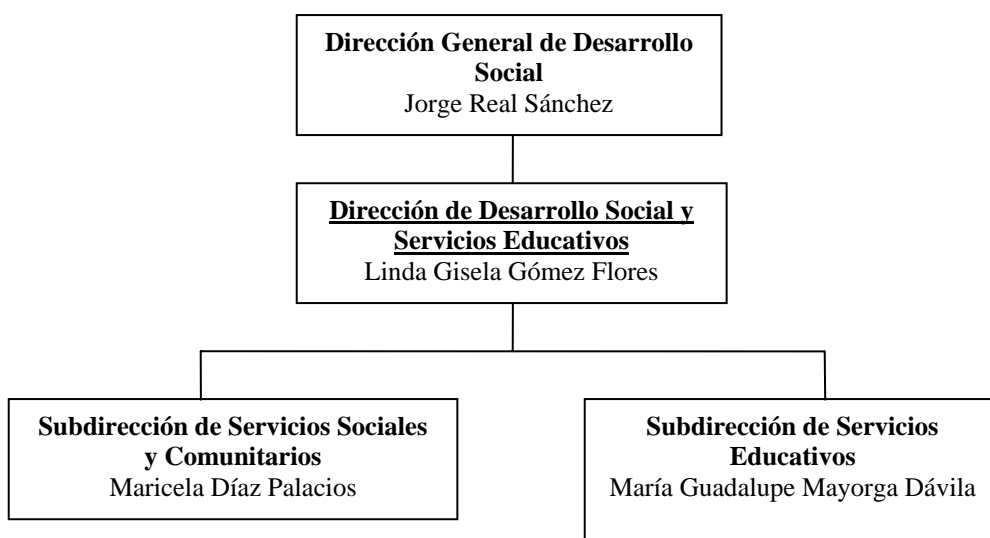 Dirección General de Desarrollo
Social
Jorge Real Sánchez
Dirección de Desarrollo Social y
Servicios Educativos
Linda Gisela Gómez Flores
Subdirección de Servicios Sociales
y Comunitarios
Maricela Díaz Palacios
Subdirección de Servicios
Educativos
María Guadalupe Mayorga Dávila